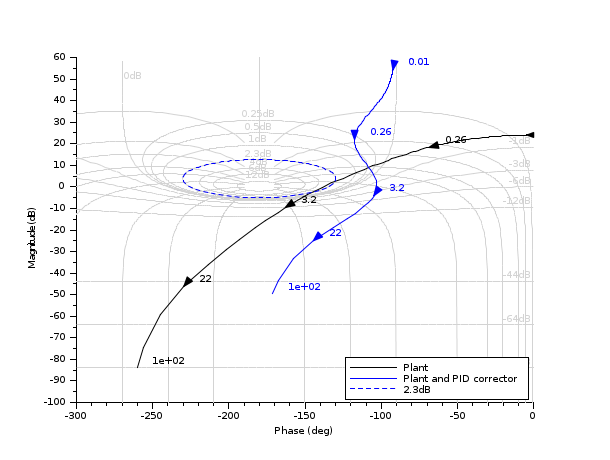 60
50
40
30
20
10
0
-10
-20
-30
-40
-50
-60
-70
-80
-90
-100
Magnitude (dB)
-300
-250
-200
-150
-100
-50
0
Phase (deg)
0dB
0.25dB
0.5dB
1dB
2.3dB
12dB
-1dB
-3dB
-6dB
-12dB
-44dB
-64dB
0.01
0.26
0.26
3.2
3.2
22
22
1e+02
1e+02
Plant
Plant and PID corrector
2.3dB